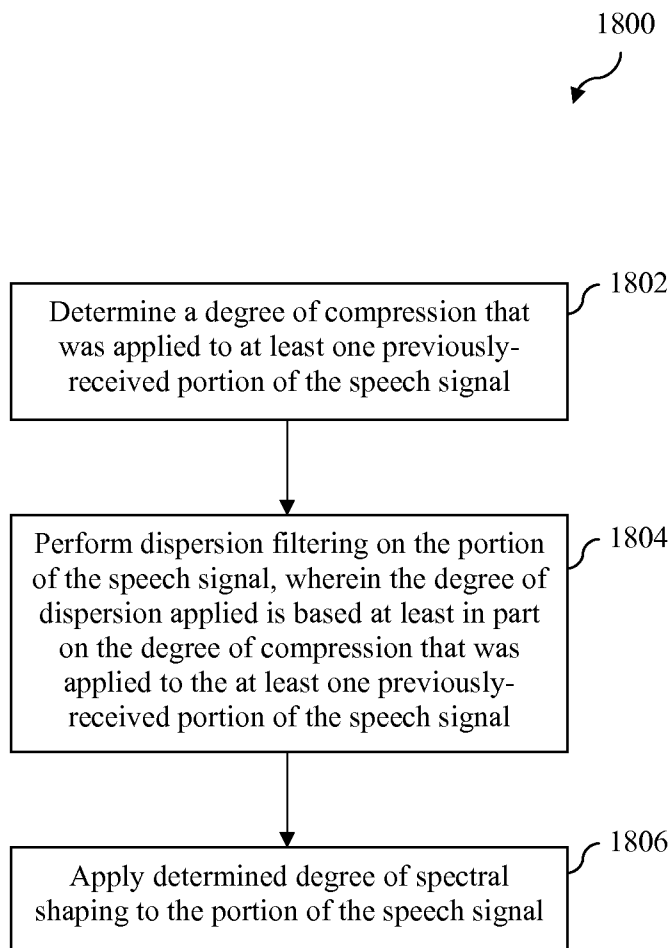 1800
1802
Determine a degree of compression that
was applied to at least one previously-
received portion of the speech signal
1804
Perform dispersion filtering on the portion
of the speech signal, wherein the degree of
dispersion applied is based at least in part
on the degree of compression that was
applied to the at least one previously-
received portion of the speech signal
1806
Apply determined degree of spectral
shaping to the portion of the speech signal